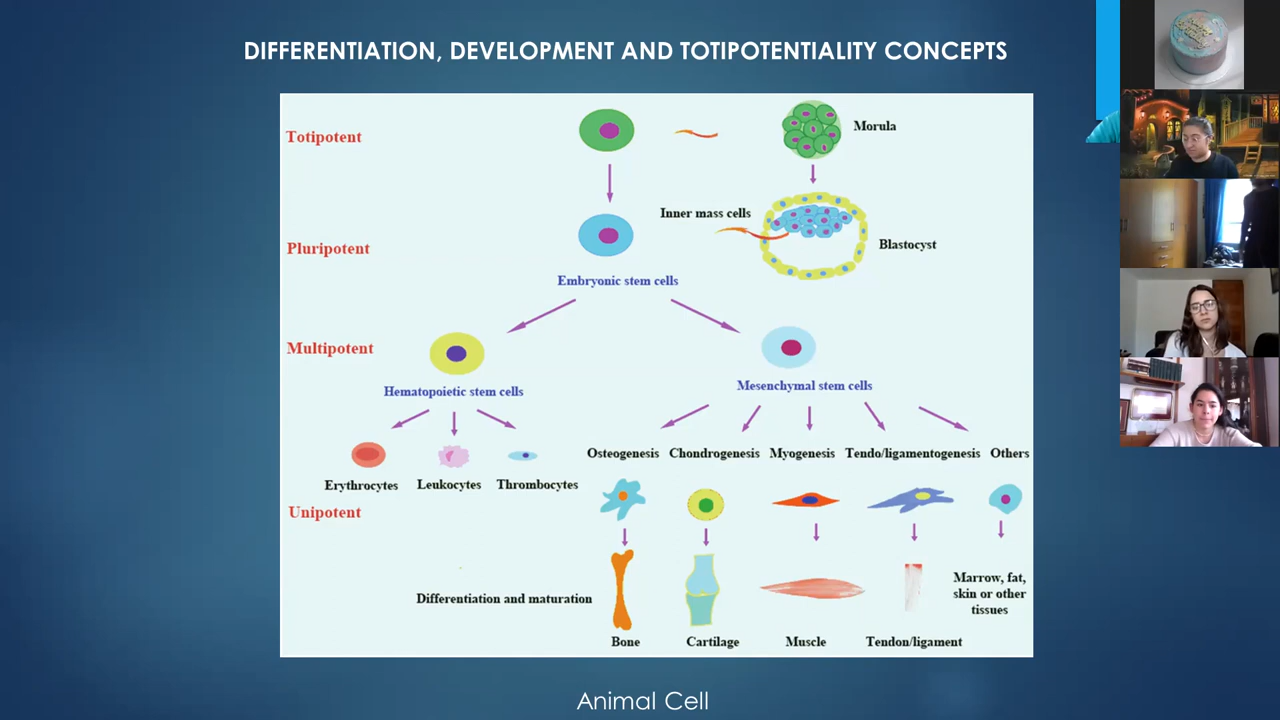 DIFFERENTIATION, DEVELOPMENT AND TOTIPOTENTIALITY CONCEPTS
Totipotent
Morula
Inner mass cells
Pluripotent
Blastocyst
Embryonic stem cells
Multipotent
Hematopoietic stem cells
Mesenchymal stem cells
Osteogenesis
Chondrogenesis
Myogenesis
Tendo/ligamentogenesis
Others
Erythrocytes
Leukocytes
Thrombocytes
Unipotent
Differentiation and maturation
Marrow, fat,
skin or other
tissues
Bone
Cartilage
Muscle
Tendon/ligament
Animal Cell